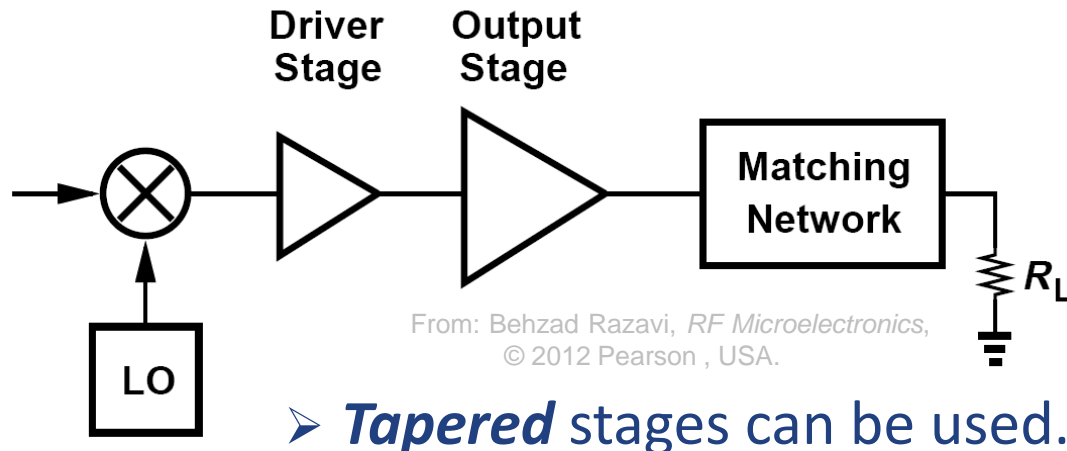 Driver
Stage
Output
Stage
Matching
Network
RL
LO
From: Behzad Razavi, RF Microelectronics,
© 2012 Pearson , USA.
➢ Tapered stages can be used.